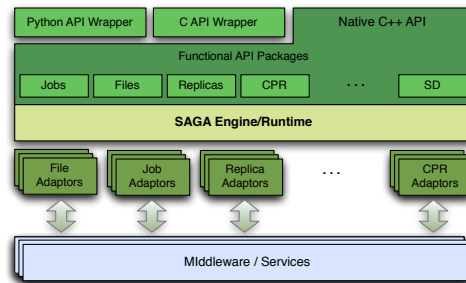 Python API Wrapper
C API Wrapper
Native C++ API
Functional API Packages
Jobs
Files
Replicas
CPR
. . .
SD
SAGA Engine/Runtime
File
Adaptors
Job
Adaptors
Replica
Adaptors
. . .
CPR
Adaptors
MIddleware / Services